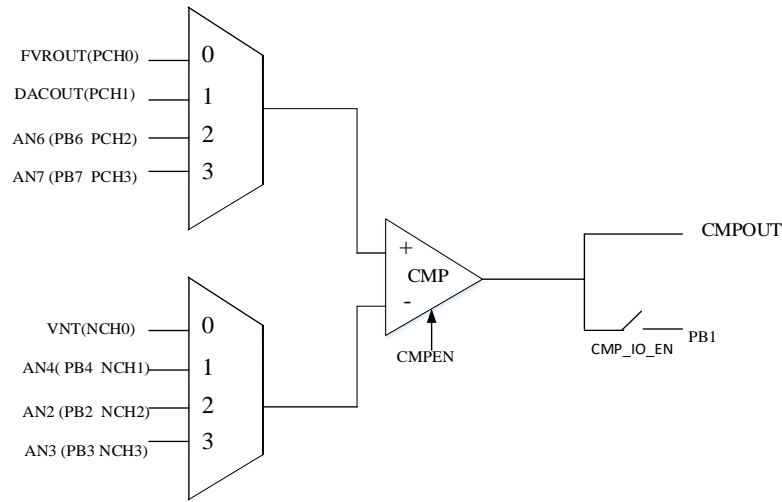 FVROUT(PCH0)
0
DACOUT(PCH1)
1
AN6 (PB6 PCH2)
2
AN7 (PB7 PCH3)
3
+
CMP
-
CMPEN
CMPOUT
PB1
CMP_IO_EN
VNT(NCH0)
0
AN4( PB4 NCH1)
1
AN2 (PB2 NCH2)
2
AN3 (PB3 NCH3)
3